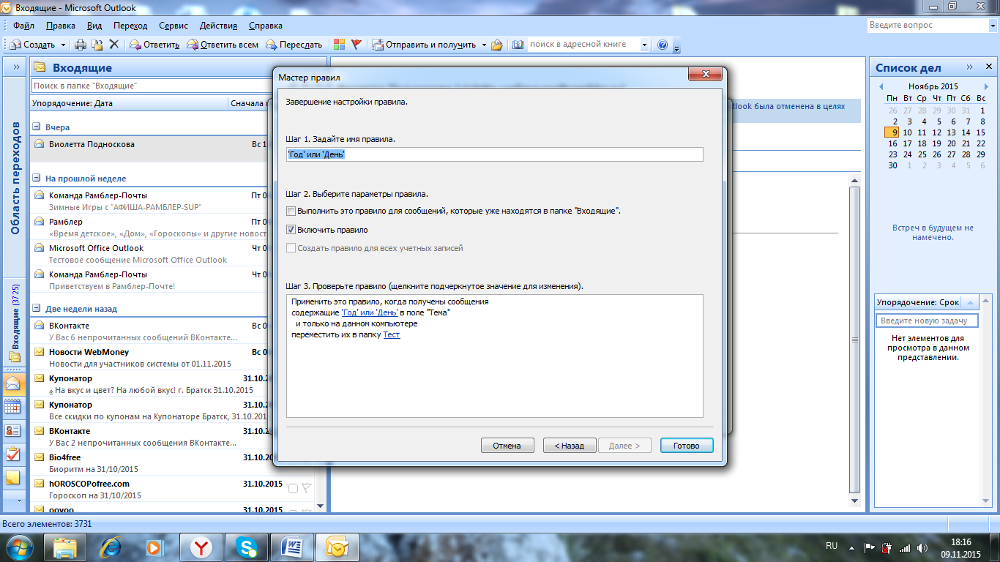 Входящие - Microsoft Outlook
Файл Правка Вид Переход Сервис Действия Справка
Введите вопрос
Создать Ответить Ответить всем Переслать Отправить и получить поиск в адресной книге
Область переходов
Входящие (3725)
Входящие
Поиск в папке "Входящие"
Упорядочение: Дата Сначала
Вчера
Виолетта Подноскова Вс 1
На прошлой неделе
Команда Рамблер-Почты Пт 0
Зимные Игры с "АФИША-РАМБЛЕР-SUP"
Рамблер Пт 0
«Время детское», «Дом», «Гороскопы» и другие новост
Microsoft Office Outlook Чт 0
Тестовое сообщение Microsoft Office Outlook
Команда Рамблер-Почты Чт 0
Приветствуем в Рамблер-Почте!
Две недели назад
ВКонтакте Вс 0
У Вас 6 непрочитанных сообщений ВКонтакте...
Новости WebMoney Вс 0
Новости для участников системы от 01.11.2015
Купонатор 31.10.2
На вкус и цвет? На любой вкус! г. Братск 31.10.2015
Купонатор 31.10.2
Все скидки по купонам на Купонаторе Братск, 31.10.201
ВКонтакте 31.10.2
У Вас 2 непрочитанных сообщения ВКонтакте...
Bio4free 31.10.2
Биоритм на 31/10/2015
hOROSCOPofree.com 31.10.2015
Гороскоп на 31/10/2015
oovoo 31.10.2015
Мастер правил
Завершение настройки правила.
Шаг 1. Задайте имя правила.
'Год' или 'День'
Шаг 2. Выберите параметры правила.
Выполнить это правило для сообщений, которые уже находятся в папке "Входящие".
Включить правило
Создать правило для всех учетных записей
Шаг 3. Проверьте правило (щелкните подчеркнутое значение для изменения).
Применить это правило, когда получены сообщения
содержащие 'Год' или 'День' в поле "Тема"
и только на данном компьютере
переместить их в папку Тест
Отмена < Назад Далее > Готово
tlook была отменена в целях
Список дел
Ноябрь 2015
Пн Вт Ср Чт Пт Сб Вс
26 27 28 29 30 31 1
2 3 4 5 6 7 8
9 10 11 12 13 14 15
16 17 18 19 20 21 22
23 24 25 26 27 28 29
30 1 2 3 4 5 6
Встреч в будущем не
намечено.
Упорядочение: Срок
Введите новую задачу
Нет элементов для
просмотра в данном
представлении.
Всего элементов: 3731
RU
18:16
09.11.2015